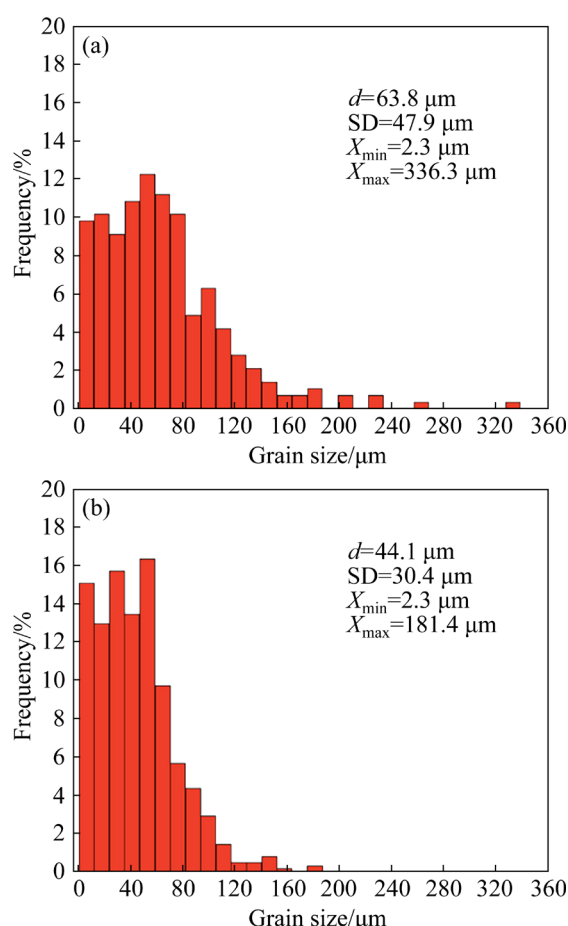 20
(a)
18
16
d=63.8 μm
SD=47.9 μm
Xmin=2.3 μm
Xmax=336.3 μm
14
12
10
8
6
4
2
0
Frequency/%
0 40 80 120 160 200 240 280 320 360
Grain size/μm
20
(b)
18
16
d=44.1 μm
SD=30.4 μm
Xmin=2.3 μm
Xmax=181.4 μm
14
12
10
8
6
4
2
0
Frequency/%
0 40 80 120 160 200 240 280 320 360
Grain size/μm